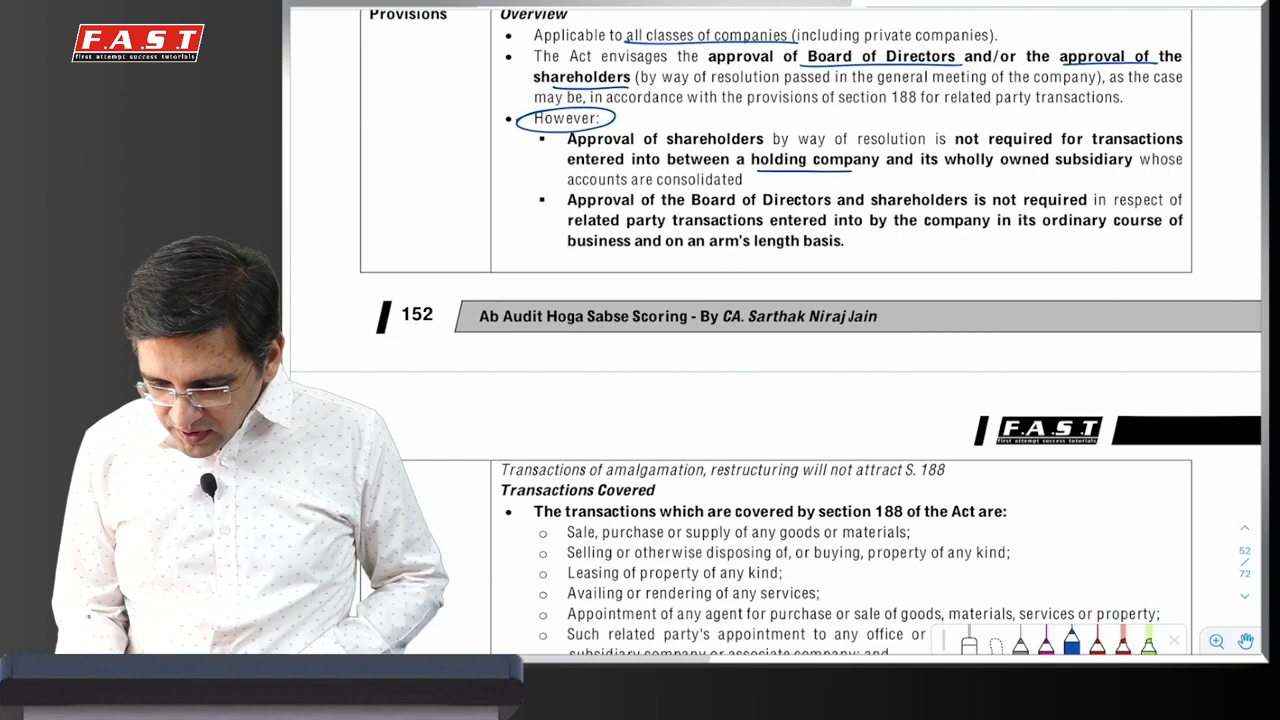 F.A.S.T
first attempt success tutorials
Provisions
Overview
• Applicable to all classes of companies (including private companies).
• The Act envisages the approval of Board of Directors and/or the approval of the
shareholders (by way of resolution passed in the general meeting of the company), as the case
may be, in accordance with the provisions of section 188 for related party transactions.
• However:
▪ Approval of shareholders by way of resolution is not required for transactions
entered into between a holding company and its wholly owned subsidiary whose
accounts are consolidated
▪ Approval of the Board of Directors and shareholders is not required in respect of
related party transactions entered into by the company in its ordinary course of
business and on an arm's length basis.
152 Ab Audit Hoga Sabse Scoring - By CA. Sarthak Niraj Jain
F.A.S.T
first attempt success tutorials
Transactions of amalgamation, restructuring will not attract S. 188
Transactions Covered
• The transactions which are covered by section 188 of the Act are:
o Sale, purchase or supply of any goods or materials;
o Selling or otherwise disposing of, or buying, property of any kind;
o Leasing of property of any kind;
o Availing or rendering of any services;
o Appointment of any agent for purchase or sale of goods, materials, services or property;
o Such related party's appointment to any office or
subsidiary company or associate company; and
52
/
72